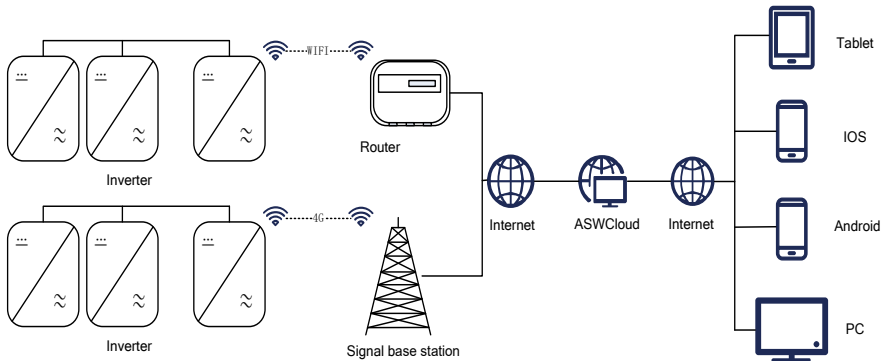 WIFI
Inverter
Router
Tablet
IOS
Internet
ASWCloud
Internet
Android
4G
Inverter
Signal base station
PC